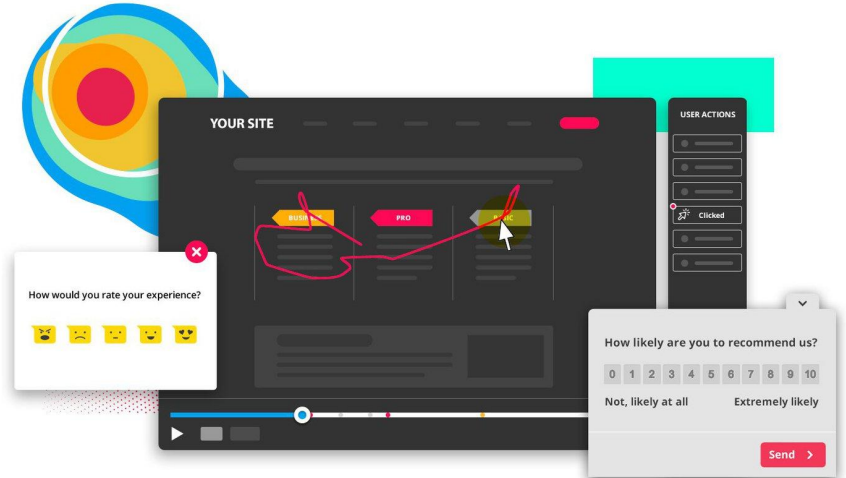 YOUR SITE
USER ACTIONS
BUSINESS
PRO
BASIC
Clicked
How would you rate your experience?
How likely are you to recommend us?
0 1 2 3 4 5 6 7 8 9 10
Not, likely at all Extremely likely
Send